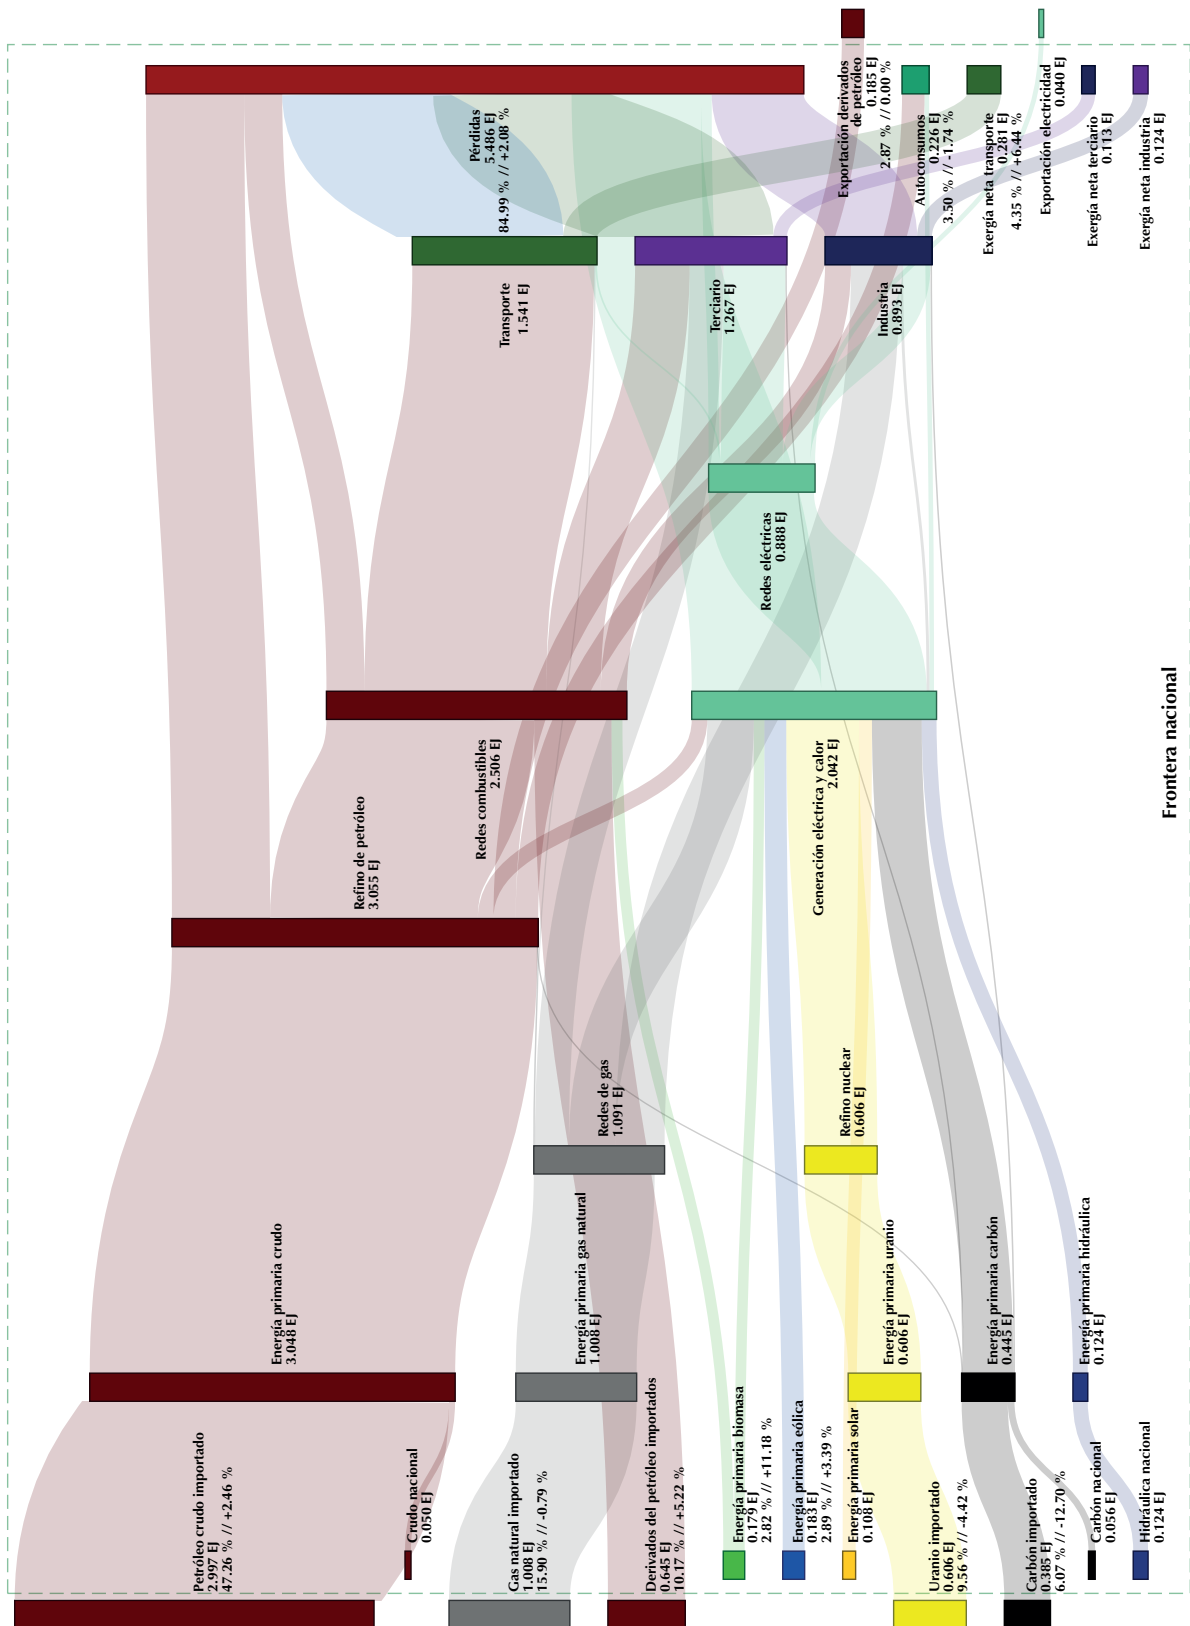 Petróleo crudo importado
2.997 EJ
47.26 % // +2.46 %
Crudo nacional
0.050 EJ
Gas natural importado
1.008 EJ
15.90 % // -0.79 %
Derivados del petróleo importados
0.645 EJ
10.17 % // +5.22 %
Energía primaria biomasa
0.179 EJ
2.82 % // +11.18 %
Energía primaria eólica
0.183 EJ
2.89 % // +3.39 %
Energía primaria solar
0.108 EJ
Uranio importado
0.606 EJ
9.56 % // -4.42 %
Carbón importado
0.385 EJ
6.07 % // -12.70 %
Carbón nacional
0.056 EJ
Hidráulica nacional
0.124 EJ
Energía primaria crudo
3.048 EJ
Energía primaria gas natural
1.008 EJ
Energía primaria uranio
0.606 EJ
Energía primaria carbón
0.445 EJ
Energía primaria hidráulica
0.124 EJ
Redes de gas
1.091 EJ
Refino nuclear
0.606 EJ
Refino de petróleo
3.055 EJ
Redes combustibles
2.506 EJ
Generación eléctrica y calor
2.042 EJ
Redes eléctricas
0.888 EJ
Transporte
1.541 EJ
Terciario
1.267 EJ
Industria
0.893 EJ
Pérdidas
5.486 EJ
84.99 % // +2.08 %
Exportación derivados
de petróleo
0.185 EJ
2.87 % // 0.00 %
Autoconsumos
0.226 EJ
3.50 % // -1.74 %
Exergía neta transporte
0.281 EJ
4.35 % // +6.44 %
Exportación electricidad
0.040 EJ
Exergía neta terciario
0.113 EJ
Exergía neta industria
0.124 EJ
Frontera nacional